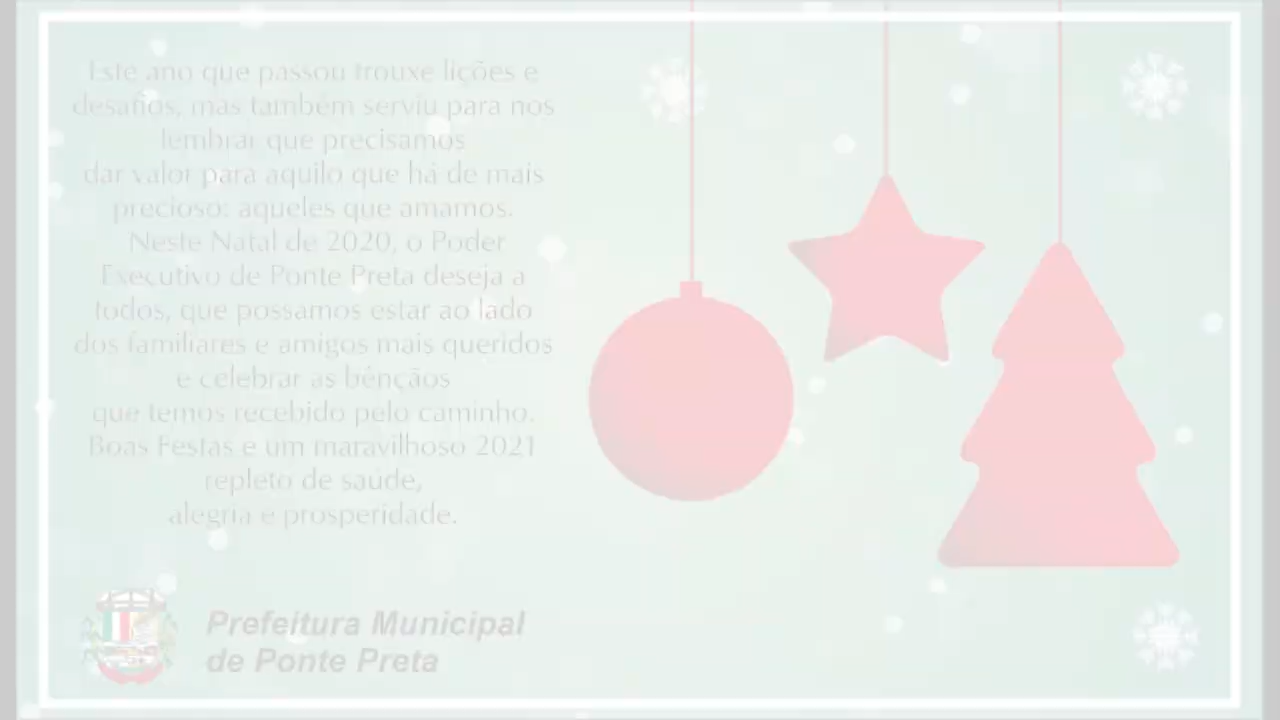 Este ano que passou trouxe lições e
desafios, mas também serviu para nos
lembrar que precisamos
dar valor para aquilo que há de mais
precioso: aqueles que amamos.
Neste Natal de 2020, o Poder
Executivo de Ponte Preta deseja a
todos, que possamos estar ao lado
dos familiares e amigos mais queridos
e celebrar as bênçãos
que temos recebido pelo caminho.
Boas Festas e um maravilhoso 2021
repleto de saúde,
alegria e prosperidade.
Prefeitura Municipal
de Ponte Preta